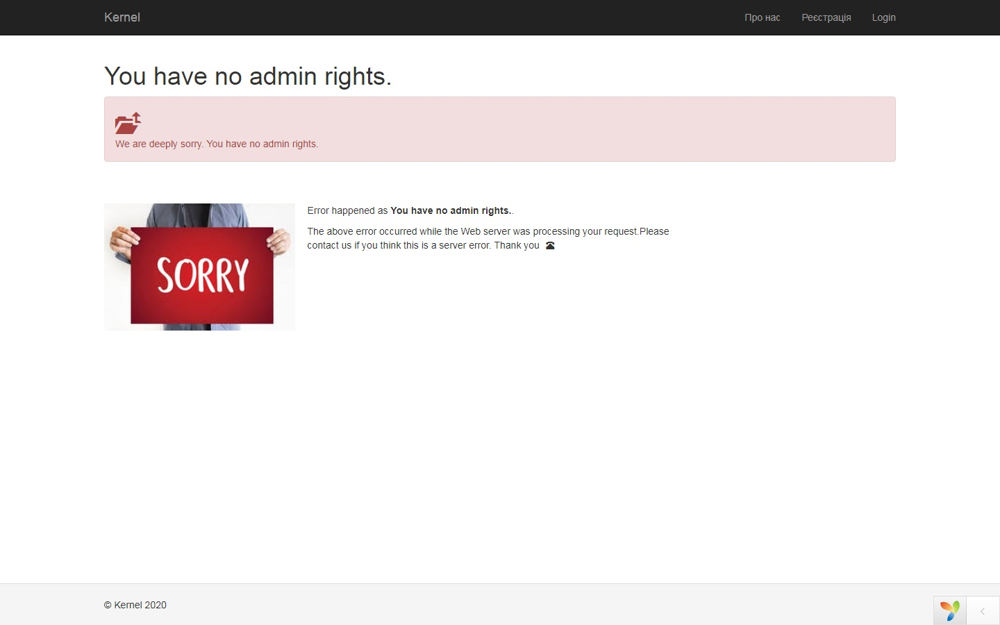 Kernel
Про нас
Реєстрація
Login
You have no admin rights.
We are deeply sorry. You have no admin rights.
SORRY
Error happened as You have no admin rights..
The above error occurred while the Web server was processing your request.Please
contact us if you think this is a server error. Thank you
© Kernel 2020